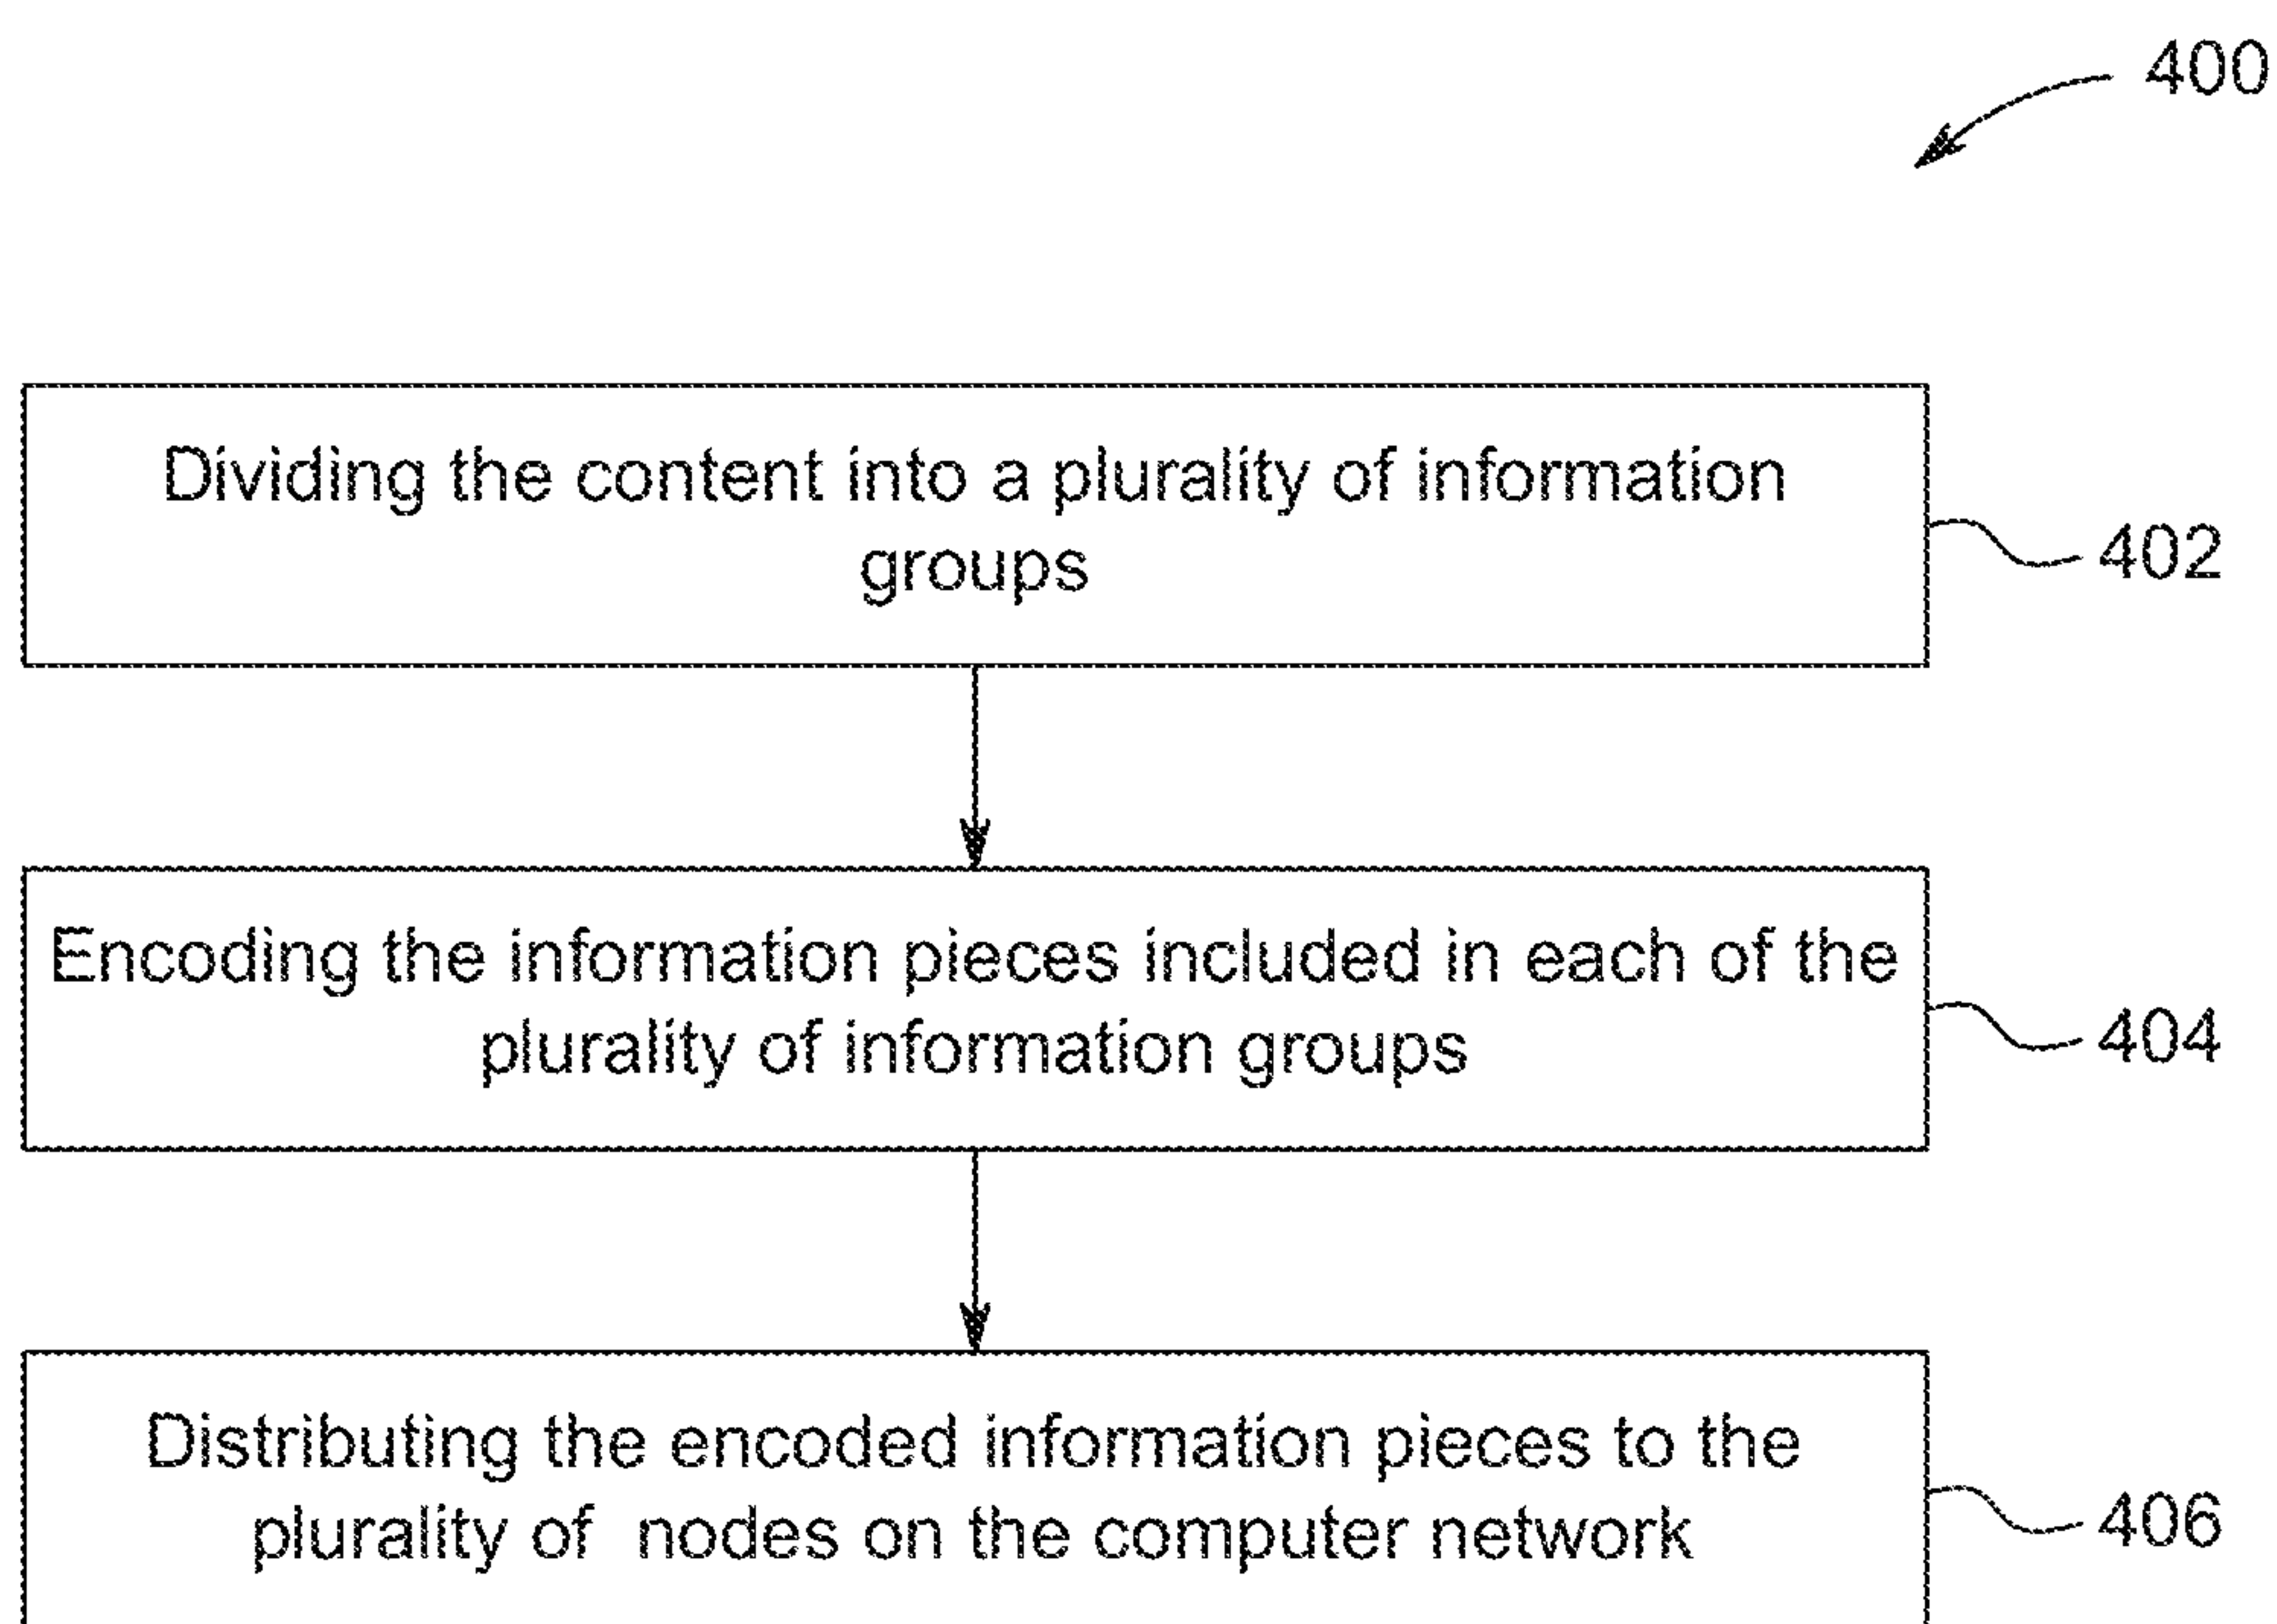 400
Dividing the content into a plurality of information
groups
402
Encoding the information pieces included in each of the
plurality of information groups
404
Distributing the encoded information pieces to the
plurality of nodes on the computer network
406